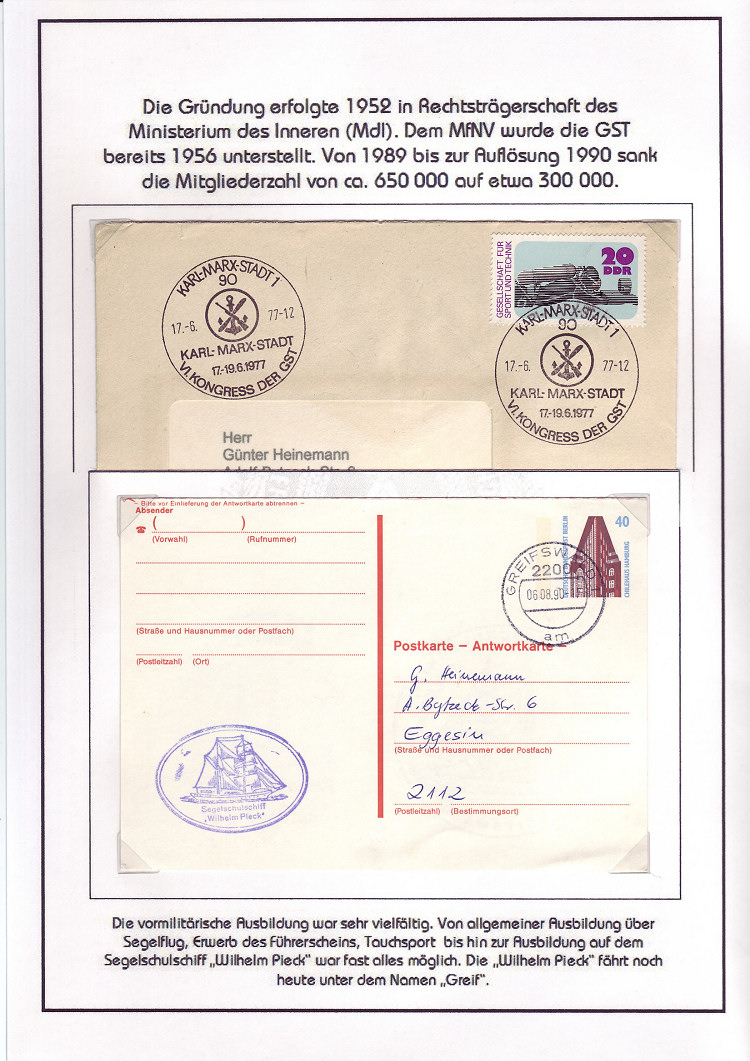 Die Gründung erfolgte 1952 in Rechtsträgerschaft des
Ministerium des Inneren (MdI). Dem MfNV wurde die GST
bereits 1956 unterstellt. Von 1989 bis zur Auflösung 1990 sank
die Mitgliederzahl von ca. 650 000 auf etwa 300 000.
KARL-MARX-STADT 1
90
17.-6. 77-12
KARL-MARX-STADT
17.-19.6.1977
VI. KONGRESS DER GST
GESELLSCHAFT FÜR
SPORT UND TECHNIK
20
DDR
KARL-MARX-STADT 1
90
17.-6. 77-12
KARL-MARX-STADT
17.-19.6.1977
VI. KONGRESS DER GST
Herr
Günter Heinemann
– Bitte vor Einlieferung der Antwortkarte abtrennen –
Absender
☎ ( )
(Vorwahl) (Rufnummer)
(Straße und Hausnummer oder Postfach)
(Postleitzahl) (Ort)
Segelschulschiff
„Wilhelm Pieck"
40
BERLIN
CHILEHAUS HAMBURG
GREIFSW
2200
06.08.90
am
Postkarte – Antwortkarte –
G. Heinemann
A. Bytzeck-Str. 6
Eggesin
(Straße und Hausnummer oder Postfach)
2112
(Postleitzahl) (Bestimmungsort)
Die vormilitärische Ausbildung war sehr vielfältig. Von allgemeiner Ausbildung über
Segelflug, Erwerb des Führerscheins, Tauchsport bis hin zur Ausbildung auf dem
Segelschulschiff „Wilhelm Pieck" war fast alles möglich. Die „Wilhelm Pieck" fährt noch
heute unter dem Namen „Greif".